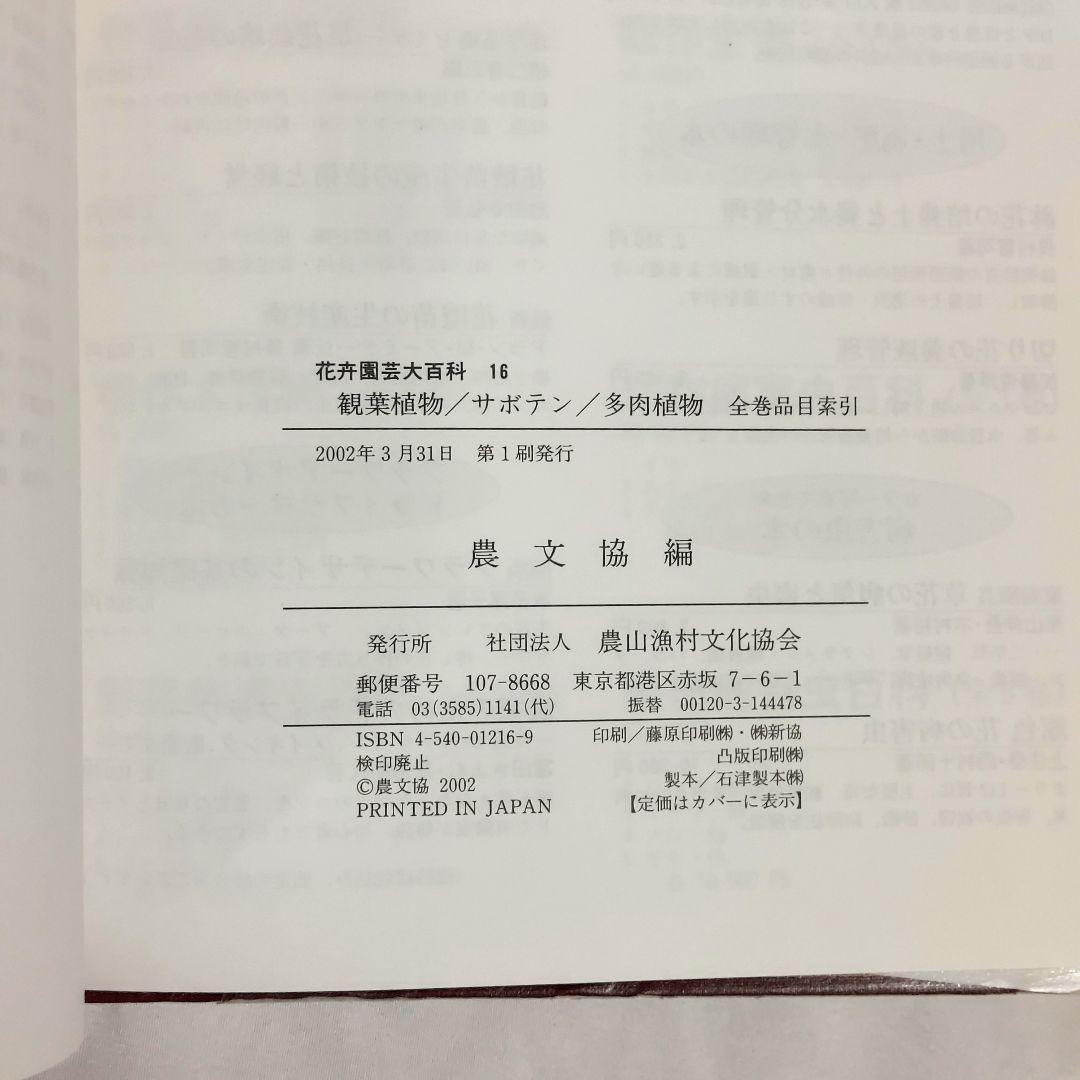 花卉園芸大百科 16
観葉植物／サボテン／多肉植物 全巻品目索引
2002年3月31日 第1刷発行
農文協編
発行所 社団法人 農山漁村文化協会
郵便番号 107-8668 東京都港区赤坂 7－6－1
電話 03(3585)1141(代) 振替 00120-3-144478
ISBN 4-540-01216-9 印刷／藤原印刷㈱・㈱新協
検印廃止 凸版印刷㈱
©農文協 2002 製本／石津製本㈱
PRINTED IN JAPAN 【定価はカバーに表示】